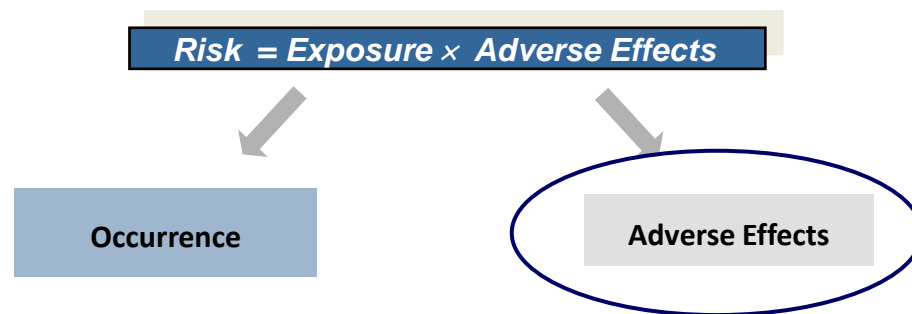 Risk = Exposure × Adverse Effects
Occurrence
Adverse Effects